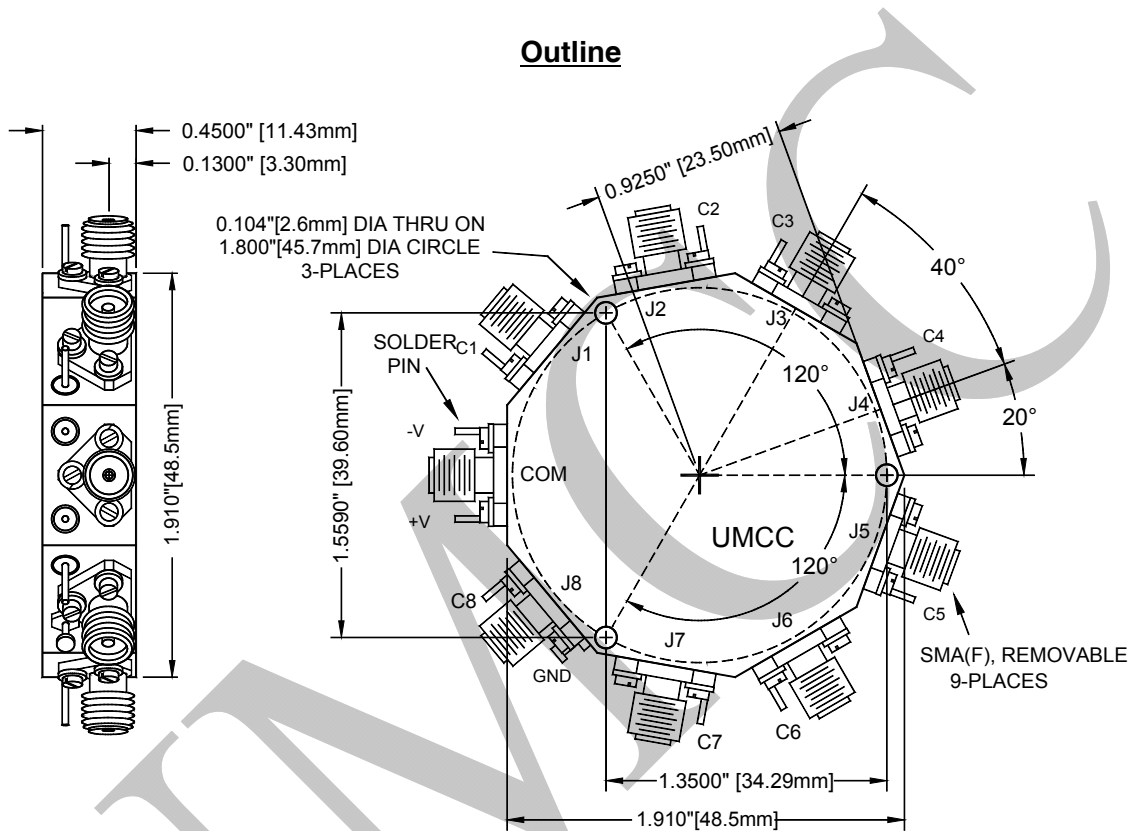 Outline
0.4500" [11.43mm]
0.1300" [3.30mm]
0.9250" [23.50mm]
0.104"[2.6mm] DIA THRU ON
1.800"[45.7mm] DIA CIRCLE
3-PLACES
C2
C3
40°
SOLDER
PIN
C1
J1
J2
J3
C4
120°
J4
20°
-V
COM
+V
1.910"[48.5mm]
1.5590" [39.60mm]
UMCC
J5
120°
J8
C8
J7
J6
C5
GND
SMA(F), REMOVABLE
9-PLACES
C7
C6
1.3500" [34.29mm]
1.910"[48.5mm]
UMCC